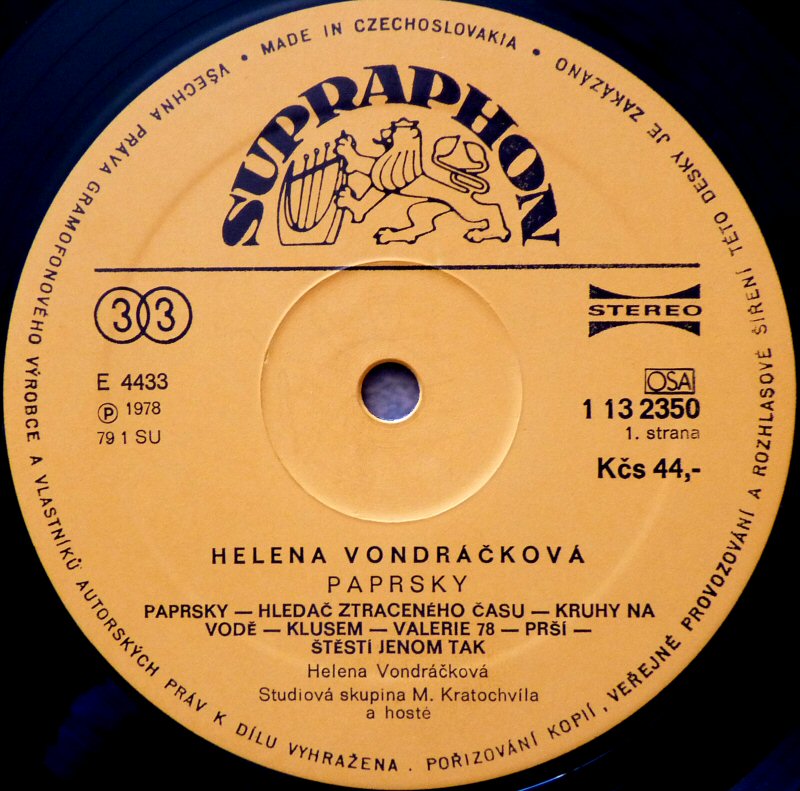 VŠECHNA PRÁVA GRAMOFONOVÉHO VÝROBCE A VLASTNÍKŮ AUTORSKÝCH PRÁV K DÍLU VYHRAŽENA . POŘIZOVÁNÍ KOPIÍ , VEŘEJNÉ PROVOZOVÁNÍ A ROZHLASOVÉ ŠÍŘENÍ TÉTO DESKY JE ZAKÁZÁNO
• MADE IN CZECHOSLOVAKIA •
SUPRAPHON
33
STEREO
E 4433
OSA
Ⓟ 1978
1 13 2350
79 1 SU
1. strana
Kčs 44,-
HELENA VONDRÁČKOVÁ
PAPRSKY
PAPRSKY — HLEDAČ ZTRACENÉHO ČASU — KRUHY NA
VODĚ — KLUSEM — VALERIE 78 — PRŠÍ —
ŠTĚSTÍ JENOM TAK
Helena Vondráčková
Studiová skupina M. Kratochvíla
a hosté